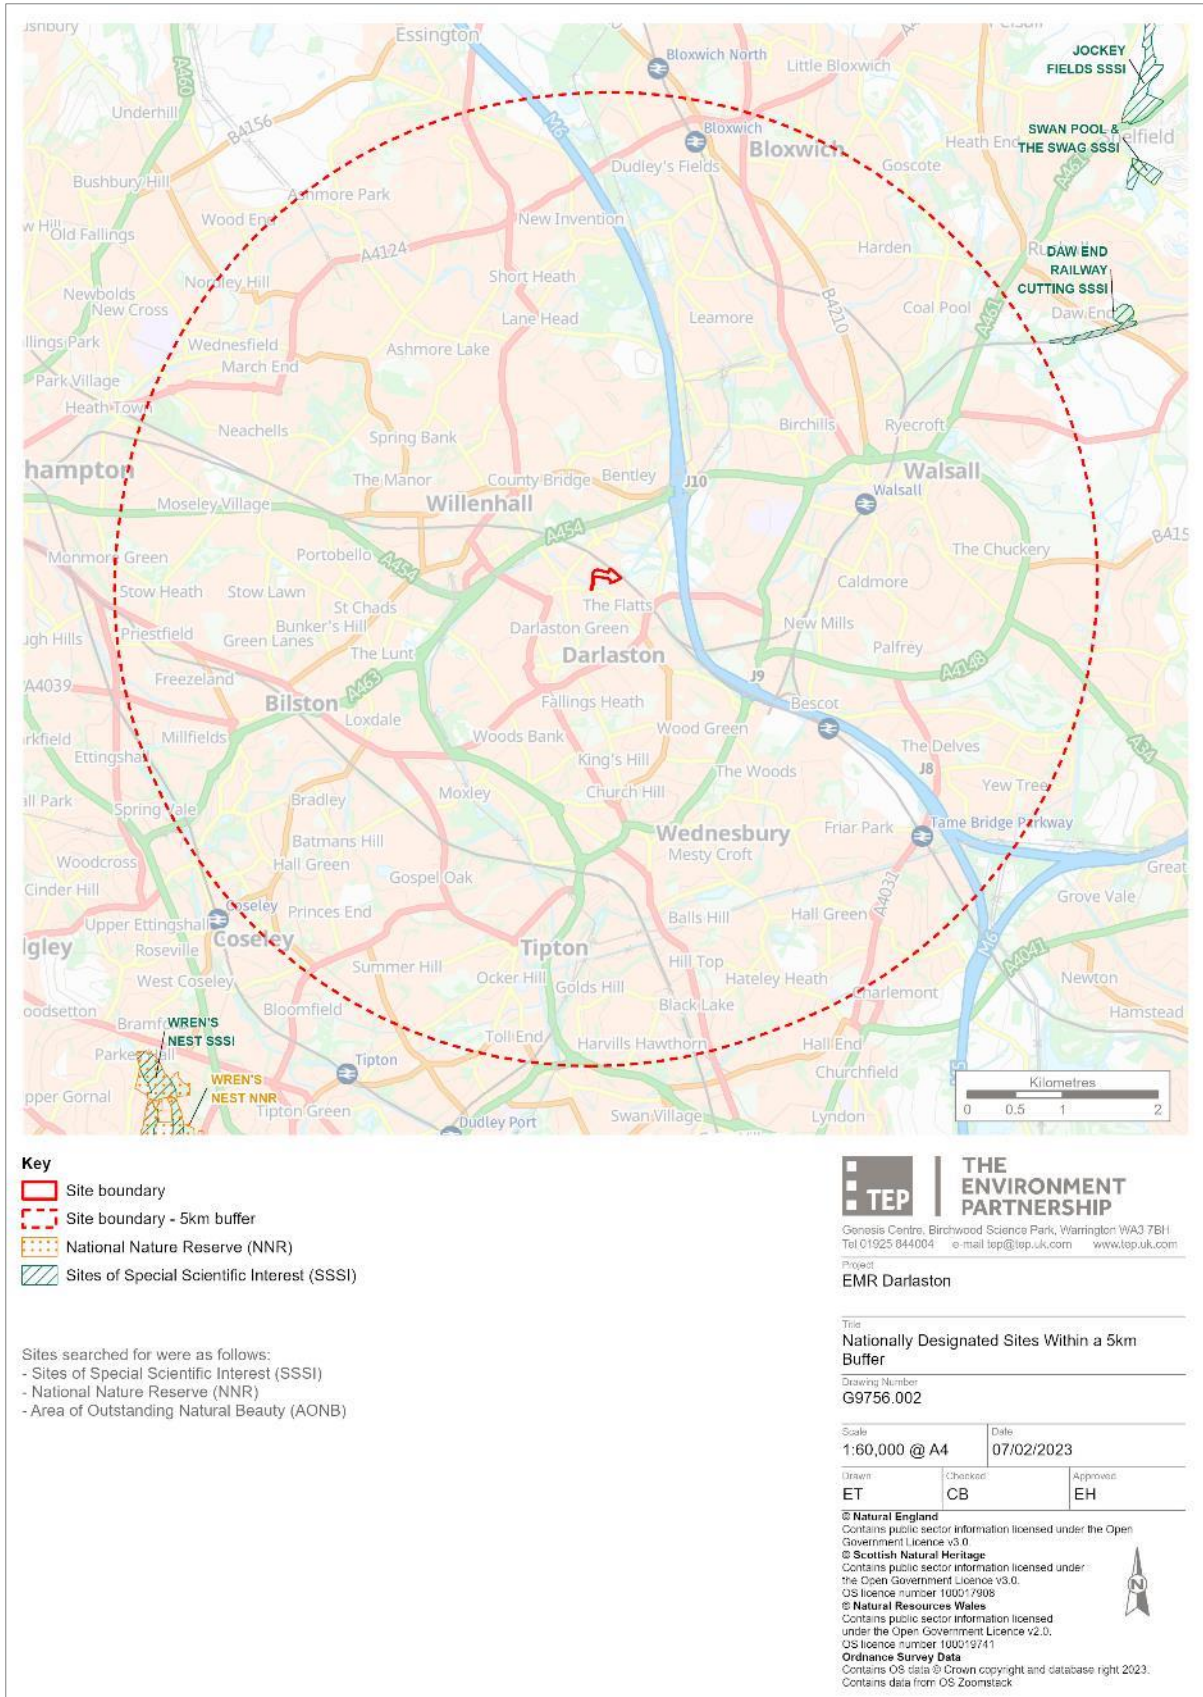 Essington
Bloxwich North
Little Bloxwich
JOCKEY
FIELDS SSSI
A460
Underhill
B4156
M6
Bloxwich
Bloxwich
Heath End
SWAN POOL &
THE SWAG SSSI
Shelfield
Dudley's Fields
Goscote
A461
Bushbury Hill
Ashmore Park
Wood End
New Invention
Old Fallings
A4124
Harden
DAW END
RAILWAY
CUTTING SSSI
Nordley Hill
Short Heath
B4210
Newbolds
New Cross
Lane Head
Leamore
Coal Pool
A461
Daw End
Wednesfield
Ashmore Lake
March End
Park Village
Heath Town
Neachells
Spring Bank
Birchills
Ryecroft
hampton
The Manor
County Bridge
Bentley
J10
Walsall
Willenhall
Walsall
Moseley Village
A454
Monmore Green
Portobello
A454
The Chuckery
Stow Heath
Stow Lawn
St Chads
The Flatts
Caldmore
Priestfield
Bunker's Hill
Green Lanes
Darlaston Green
New Mills
The Lunt
Darlaston
Palfrey
A4148
A4039
Freezeland
A463
J9
Bilston
Fallings Heath
Bescot
Loxdale
Millfields
Woods Bank
Wood Green
The Delves
A34
King's Hill
The Woods
J8
Yew Tree
Bradley
Moxley
Church Hill
Spring Vale
Wednesbury
Friar Park
Tame Bridge Parkway
Batmans Hill
Mesty Croft
Woodcross
Hall Green
Gospel Oak
Great
Cinder Hill
A4031
Grove Vale
Coseley
Princes End
Balls Hill
Hall Green
Upper Ettingshall
Coseley
Tipton
M6
A4041
Roseville
Summer Hill
Hill Top
Ocker Hill
Hateley Heath
Newton
West Coseley
Golds Hill
Charlemont
Bloomfield
Black Lake
Hamstead
WREN'S
NEST SSSI
Toll End
Harvills Hawthorn
Hall End
Tipton
Churchfield
WREN'S
NEST NNR
Kilometres
0 0.5 1 2
Tipton Green
Dudley Port
Swan Village
Lyndon
Key
Site boundary
Site boundary - 5km buffer
National Nature Reserve (NNR)
Sites of Special Scientific Interest (SSSI)
Sites searched for were as follows:
- Sites of Special Scientific Interest (SSSI)
- National Nature Reserve (NNR)
- Area of Outstanding Natural Beauty (AONB)
TEP
THE
ENVIRONMENT
PARTNERSHIP
Genesis Centre, Birchwood Science Park, Warrington WA3 7BH
Tel 01925 844004 e-mail tep@tep.uk.com www.tep.uk.com
Project
EMR Darlaston
Title
Nationally Designated Sites Within a 5km
Buffer
Drawing Number
G9756.002
Scale
1:60,000 @ A4
Date
07/02/2023
Drawn
ET
Checked
CB
Approved
EH
© Natural England
Contains public sector information licensed under the Open
Government Licence v3.0.
© Scottish Natural Heritage
Contains public sector information licensed under
the Open Government Licence v3.0.
OS licence number 100017908
© Natural Resources Wales
Contains public sector information licensed
under the Open Government Licence v2.0.
OS licence number 100019741
Ordnance Survey Data
Contains OS data © Crown copyright and database right 2023.
Contains data from OS Zoomstack
N